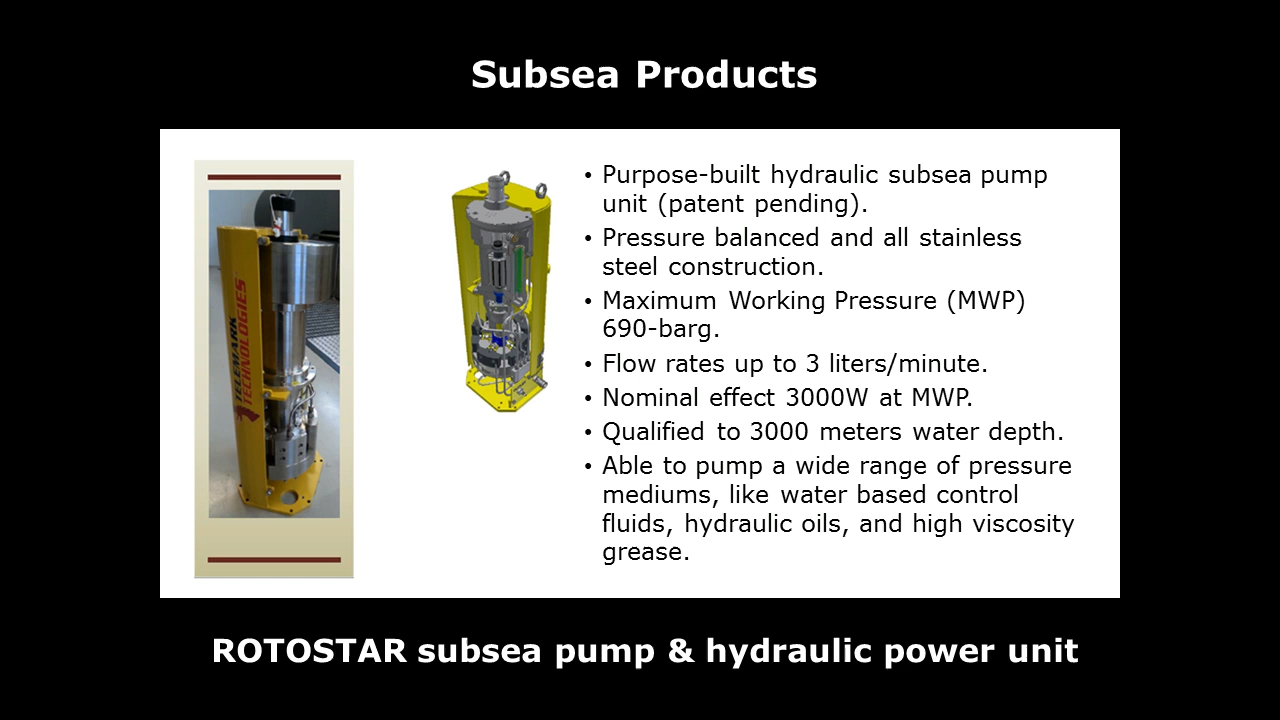 Subsea Products
TELEMARK
TECHNOLOGIES
• Purpose-built hydraulic subsea pump
unit (patent pending).
• Pressure balanced and all stainless
steel construction.
• Maximum Working Pressure (MWP)
690-barg.
• Flow rates up to 3 liters/minute.
• Nominal effect 3000W at MWP.
• Qualified to 3000 meters water depth.
• Able to pump a wide range of pressure
mediums, like water based control
fluids, hydraulic oils, and high viscosity
grease.
ROTOSTAR subsea pump & hydraulic power unit